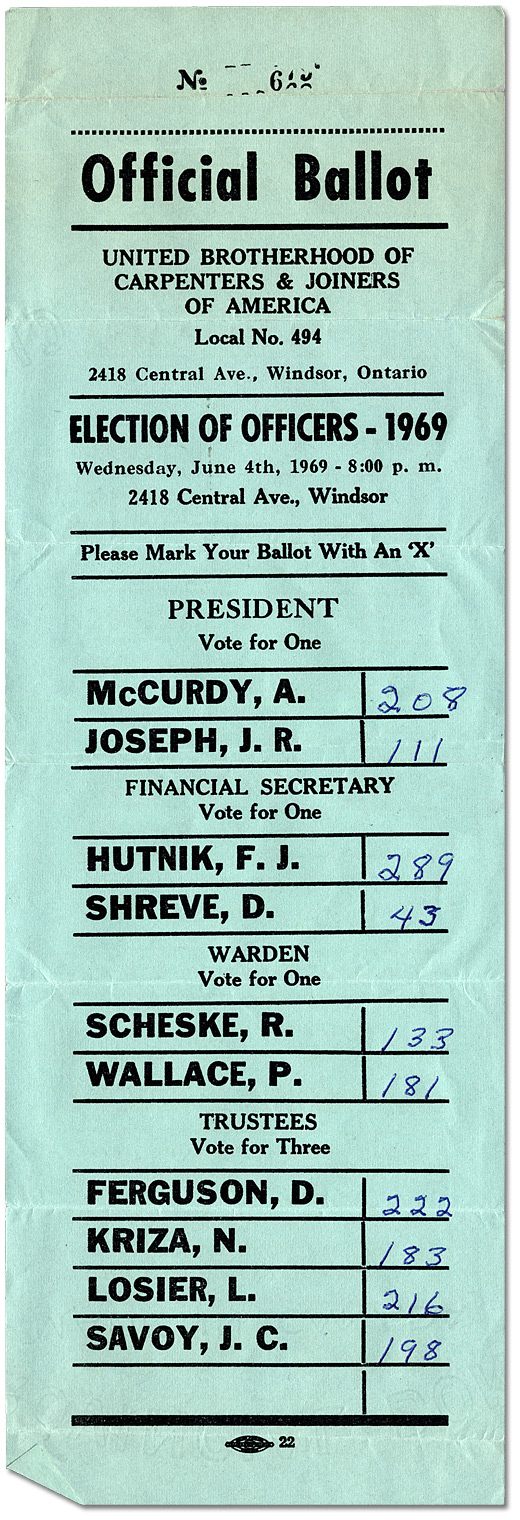 №
Official Ballot
UNITED BROTHERHOOD OF
CARPENTERS & JOINERS
OF AMERICA
Local No. 494
2418 Central Ave., Windsor, Ontario
ELECTION OF OFFICERS - 1969
Wednesday, June 4th, 1969 - 8:00 p. m.
2418 Central Ave., Windsor
Please Mark Your Ballot With An ‘X’
PRESIDENT
Vote for One
McCURDY, A. 208
JOSEPH, J. R. 111
FINANCIAL SECRETARY
Vote for One
HUTNIK, F. J. 289
SHREVE, D. 43
WARDEN
Vote for One
SCHESKE, R. 133
WALLACE, P. 181
TRUSTEES
Vote for Three
FERGUSON, D. 222
KRIZA, N. 183
LOSIER, L. 216
SAVOY, J. C. 198
22